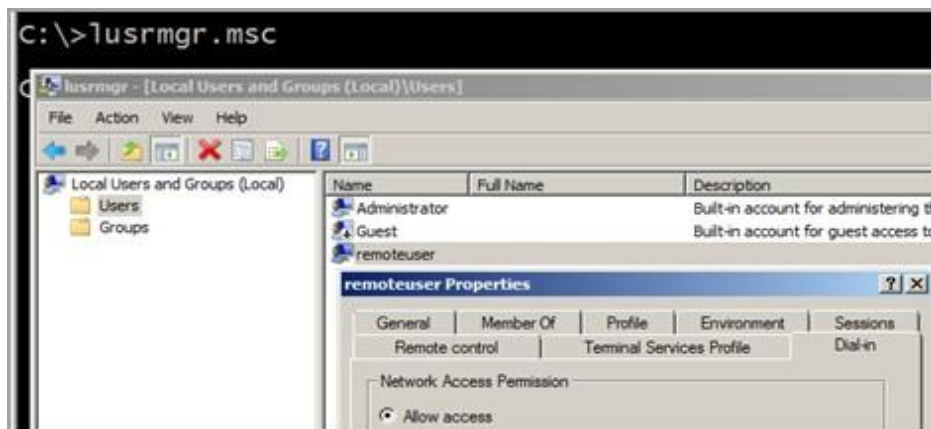 C:\>lusrmgr.msc
lusrmgr - [Local Users and Groups (Local)\Users]
File Action View Help
Local Users and Groups (Local)
Users
Groups
Name Full Name Description
Administrator Built-in account for administering
Guest Built-in account for guest access
remoteuser
remoteuser Properties
General Member Of Profile Environment Sessions
Remote control Terminal Services Profile Dial-in
Network Access Permission
Allow access